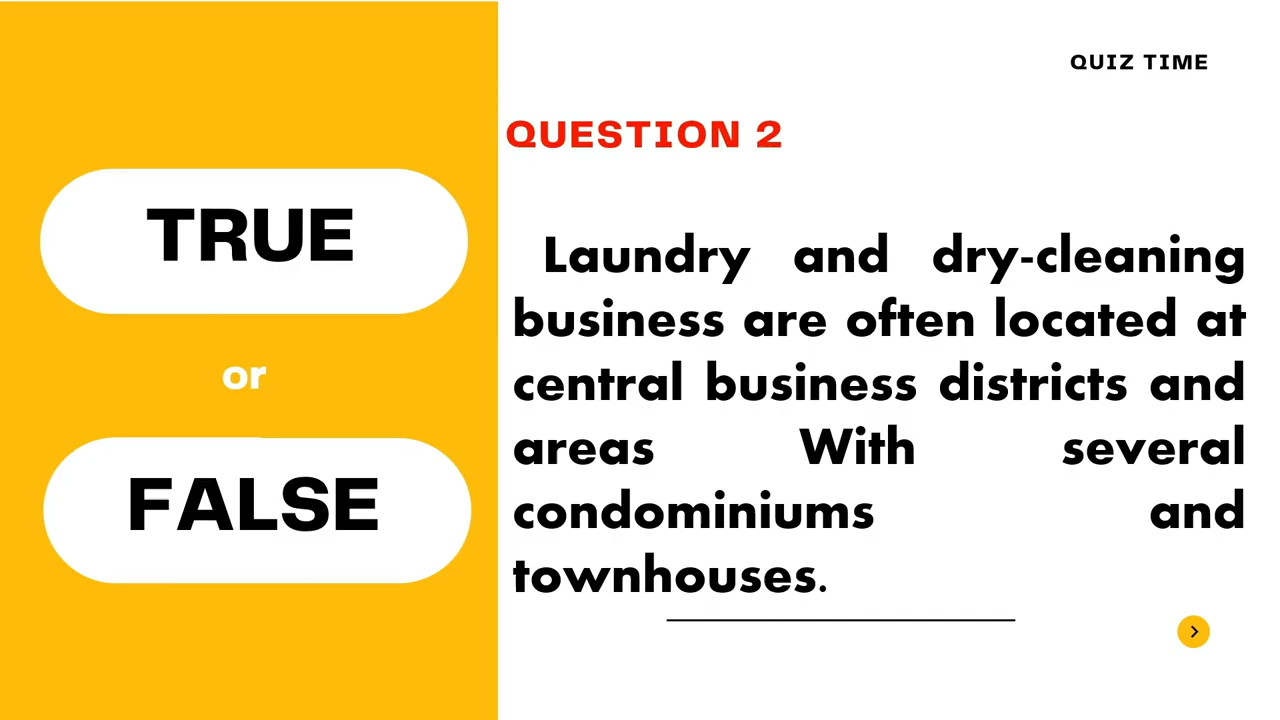 QUIZ TIME
QUESTION 2
TRUE
or
FALSE
Laundry and dry-cleaning
business are often located at
central business districts and
areas With several
condominiums and
townhouses.